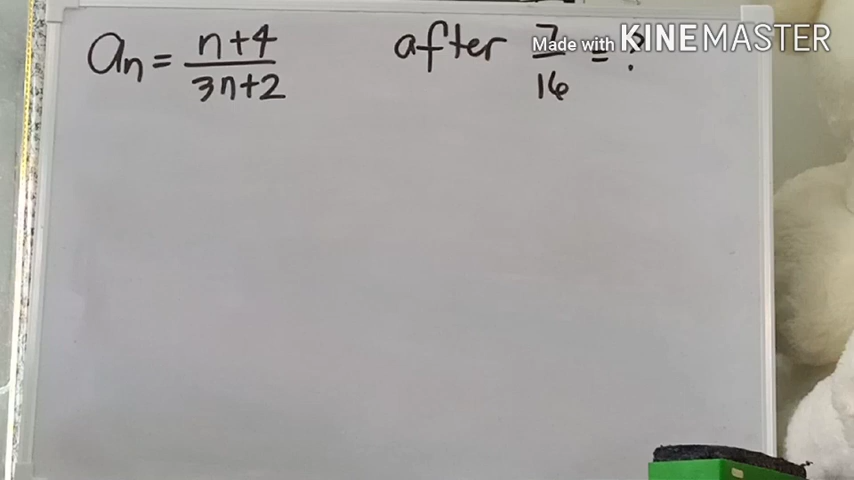 an = n+4 / 3n+2
after 7/16 = ?
Made with KINEMASTER